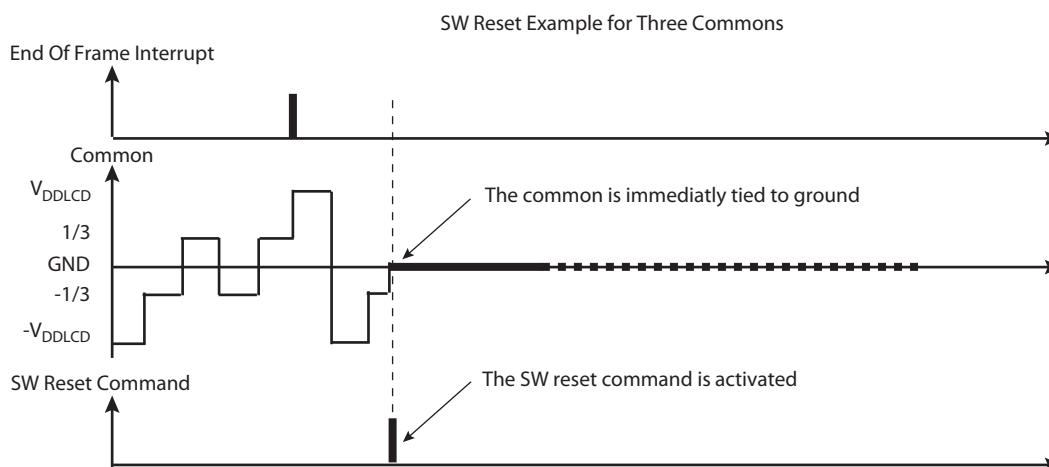 SW Reset Example for Three Commons
End Of Frame Interrupt
Common
VDDLCD
The common is immediatly tied to ground
1/3
GND
-1/3
-VDDLCD
SW Reset Command
The SW reset command is activated